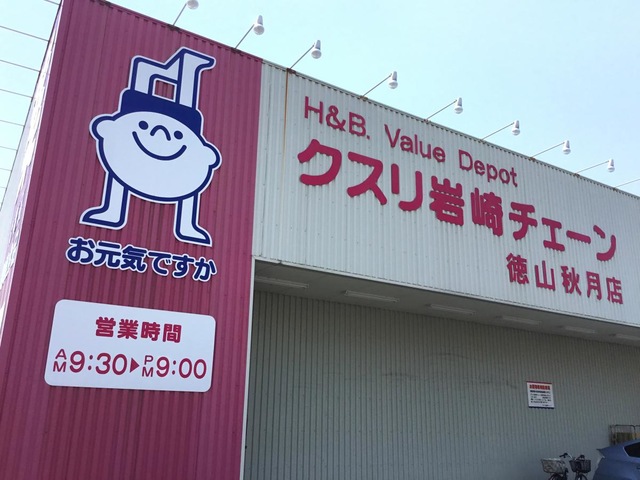 お元気ですか
営業時間
AM9:30▶PM9:00
H&B. Value Depot
クスリ岩崎チェーン
徳山秋月店